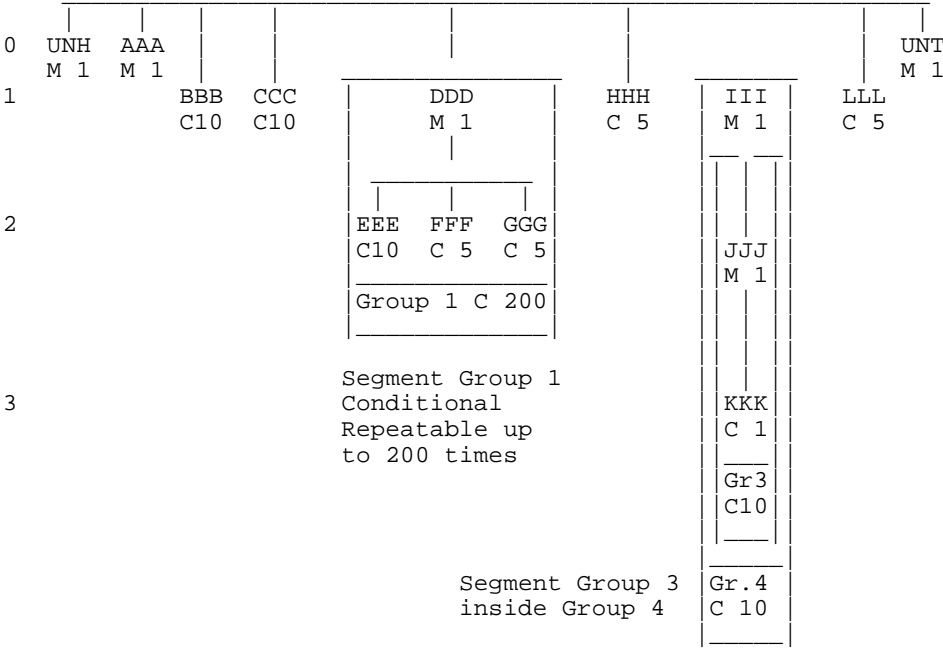 0 UNH AAA UNT
M 1 M 1 M 1
1 BBB CCC DDD HHH III LLL
C10 C10 M 1 C 5 M 1 C 5
2 EEE FFF GGG
C10 C 5 C 5 JJJ
M 1
Group 1 C 200
Segment Group 1
3 Conditional KKK
Repeatable up C 1
to 200 times
Gr3
C10
Segment Group 3 Gr.4
inside Group 4 C 10